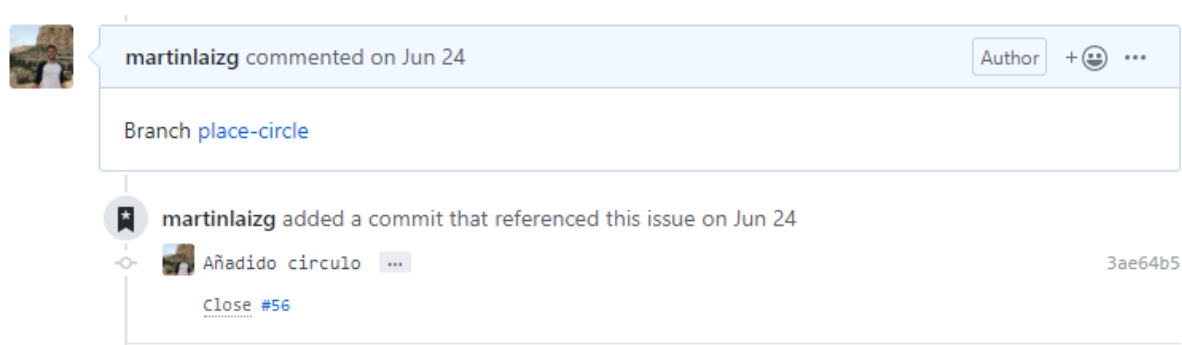 martinlaizg commented on Jun 24 Author + ...
Branch place-circle
martinlaizg added a commit that referenced this issue on Jun 24
Añadido circulo ... 3ae64b5
Close #56